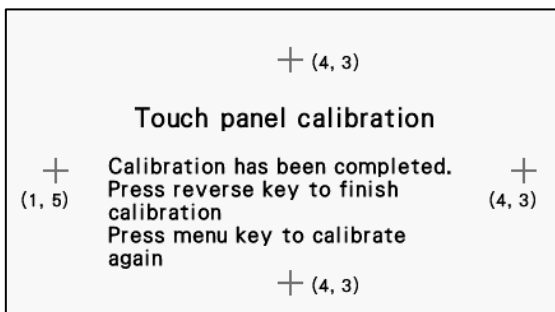 (4, 3)
Touch panel calibration
Calibration has been completed.
(1, 5)
Press reverse key to finish
(4, 3)
calibration
Press menu key to calibrate
again
(4, 3)